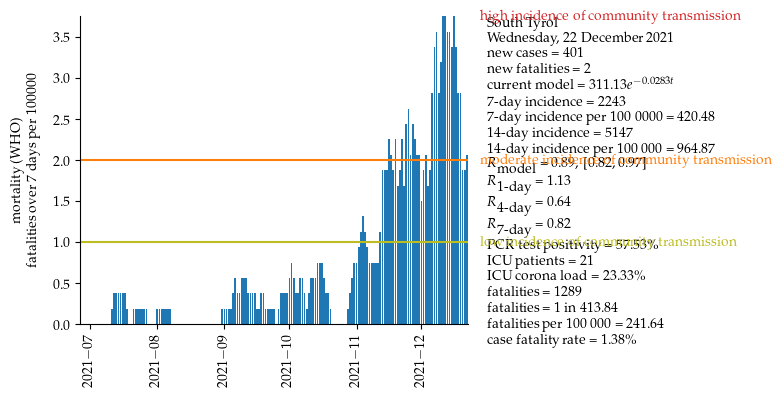 high incidence of community transmission
South Tyrol
Wednesday, 22 December 2021
new cases = 401
new fatalities = 2
current model = 311.13e^−0.0283t
7-day incidence = 2243
7-day incidence per 100 0000 = 420.48
14-day incidence = 5147
14-day incidence per 100 000 = 964.87
moderate incidence of community transmission
R model = 0.89, [0.82, 0.97]
R 1-day = 1.13
R 4-day = 0.64
R 7-day = 0.82
low incidence of community transmission
PCR test positivity = 57.53%
ICU patients = 21
ICU corona load = 23.33%
fatalities = 1289
fatalities = 1 in 413.84
fatalities per 100 000 = 241.64
case fatality rate = 1.38%
mortality (WHO)
fatalities over 7 days per 100000
3.5
3.0
2.5
2.0
1.5
1.0
0.5
0.0
2021−07
2021−08
2021−09
2021−10
2021−11
2021−12